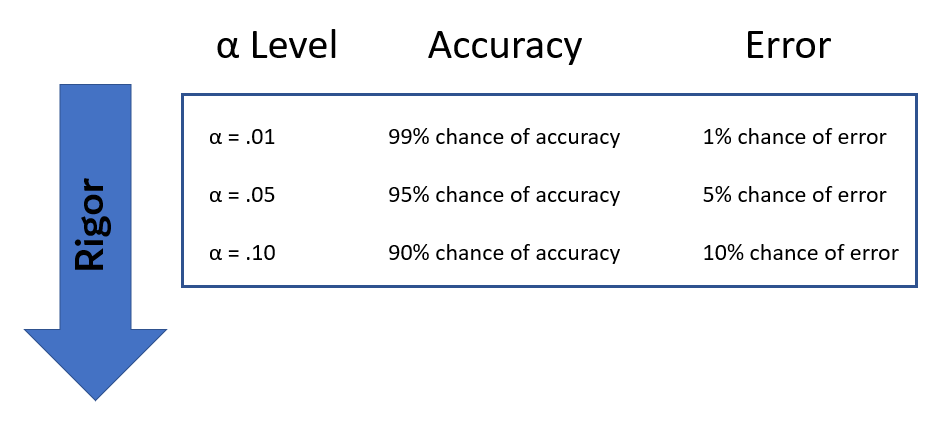 α Level Accuracy Error
α = .01 99% chance of accuracy 1% chance of error
α = .05 95% chance of accuracy 5% chance of error
α = .10 90% chance of accuracy 10% chance of error
Rigor